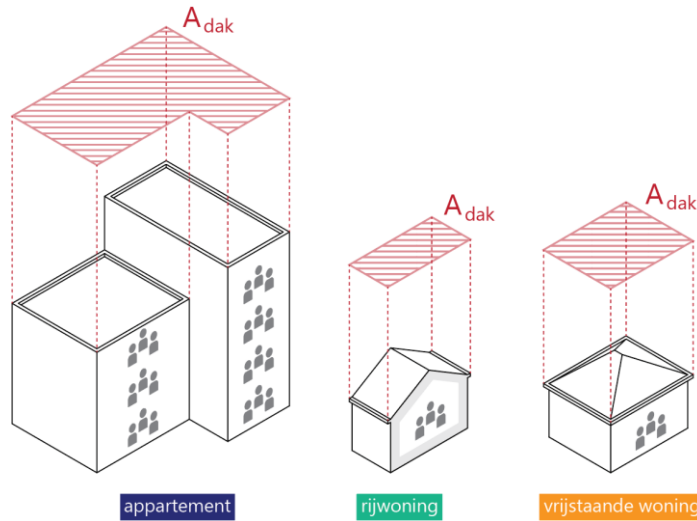 A dak
A dak
A dak
appartement
rijwoning
vrijstaande woning